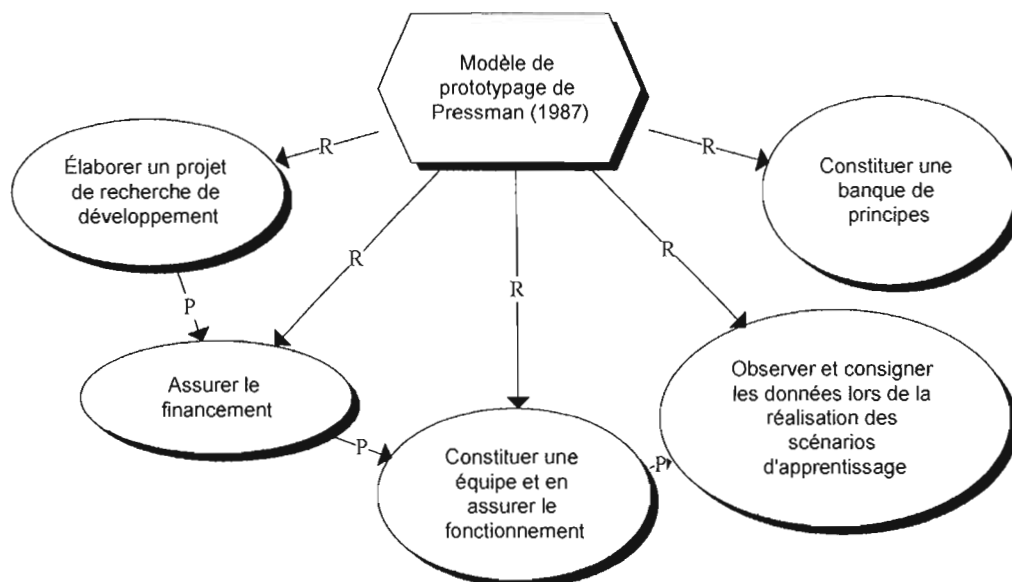 Modèle de
prototypage de
Pressman (1987)
R
R
Élaborer un projet
de recherche de
développement
Constituer une
banque de
principes
R
R
R
P
Assurer le
financement
Observer et consigner
les données lors de la
réalisation des
scénarios
d'apprentissage
P
Constituer une
équipe et en
assurer le
fonctionnement
P